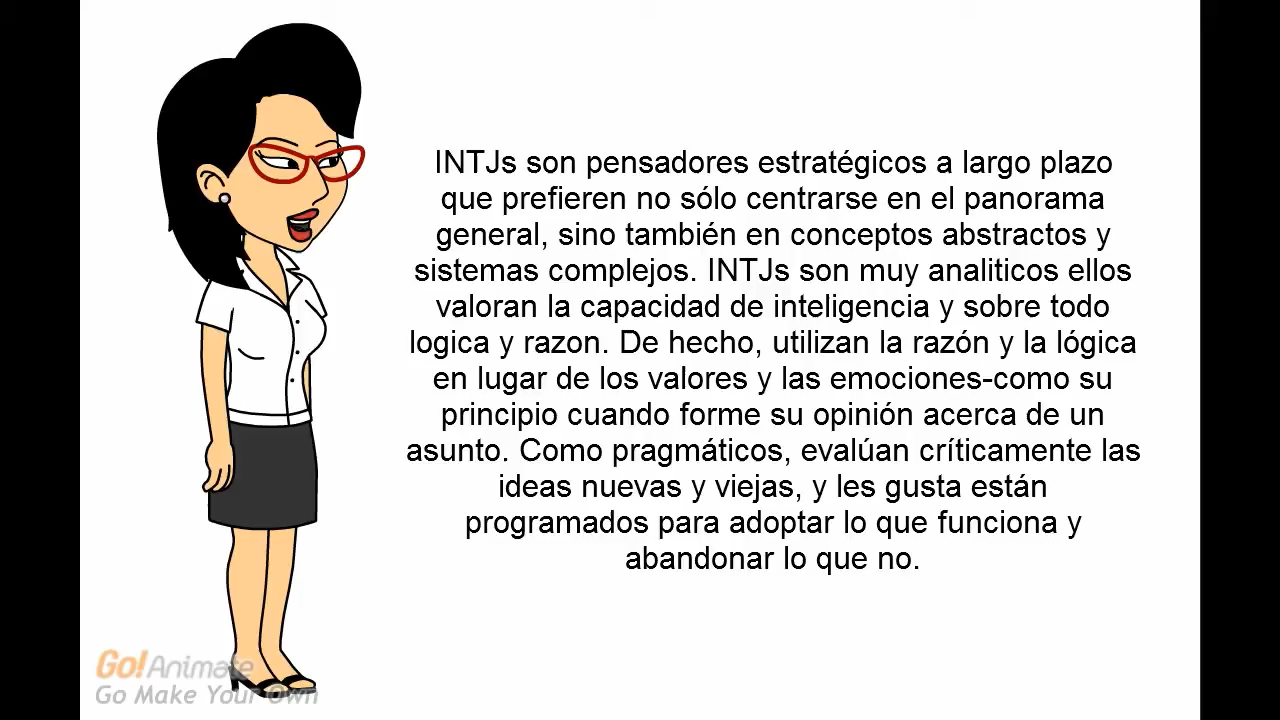 INTJs son pensadores estratégicos a largo plazo
que prefieren no sólo centrarse en el panorama
general, sino también en conceptos abstractos y
sistemas complejos. INTJs son muy analiticos ellos
valoran la capacidad de inteligencia y sobre todo
logica y razon. De hecho, utilizan la razón y la lógica
en lugar de los valores y las emociones-como su
principio cuando forme su opinión acerca de un
asunto. Como pragmáticos, evalúan críticamente las
ideas nuevas y viejas, y les gusta están
programados para adoptar lo que funciona y
abandonar lo que no.
Go!Animate
Go Make Your Own